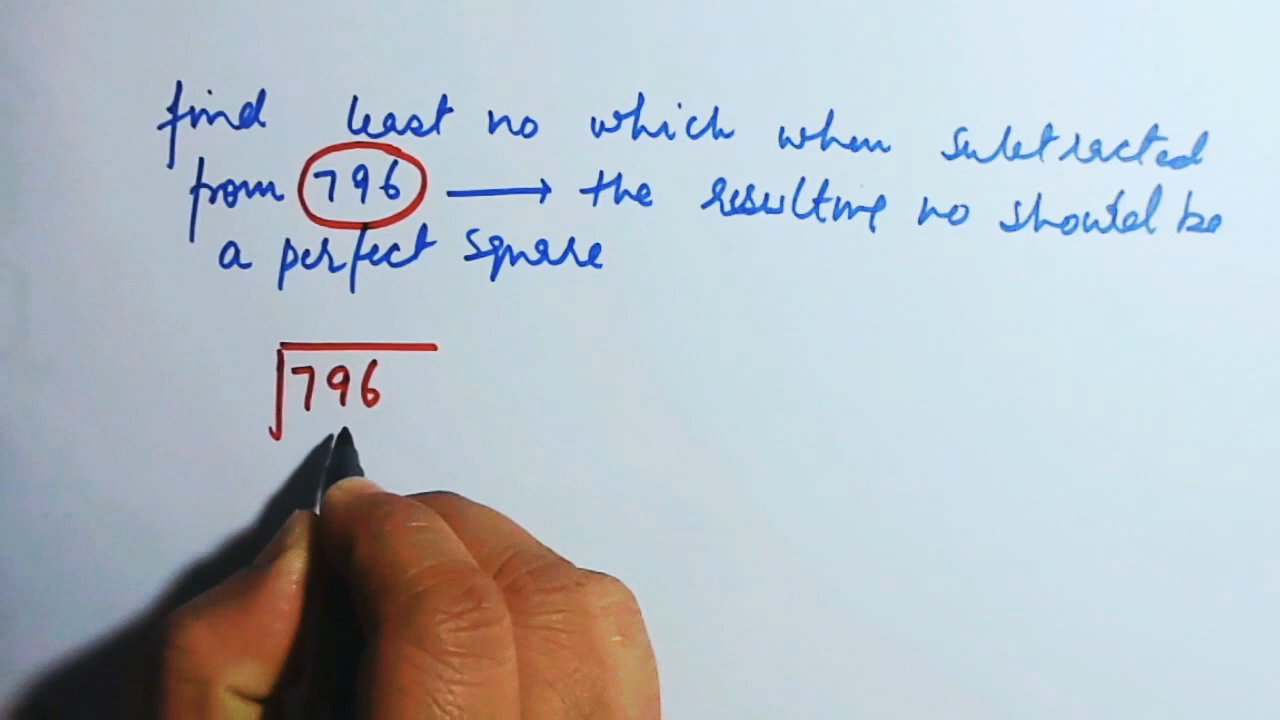 find least no which when subtracted
from 796 → the resulting no should be
a perfect square
√796